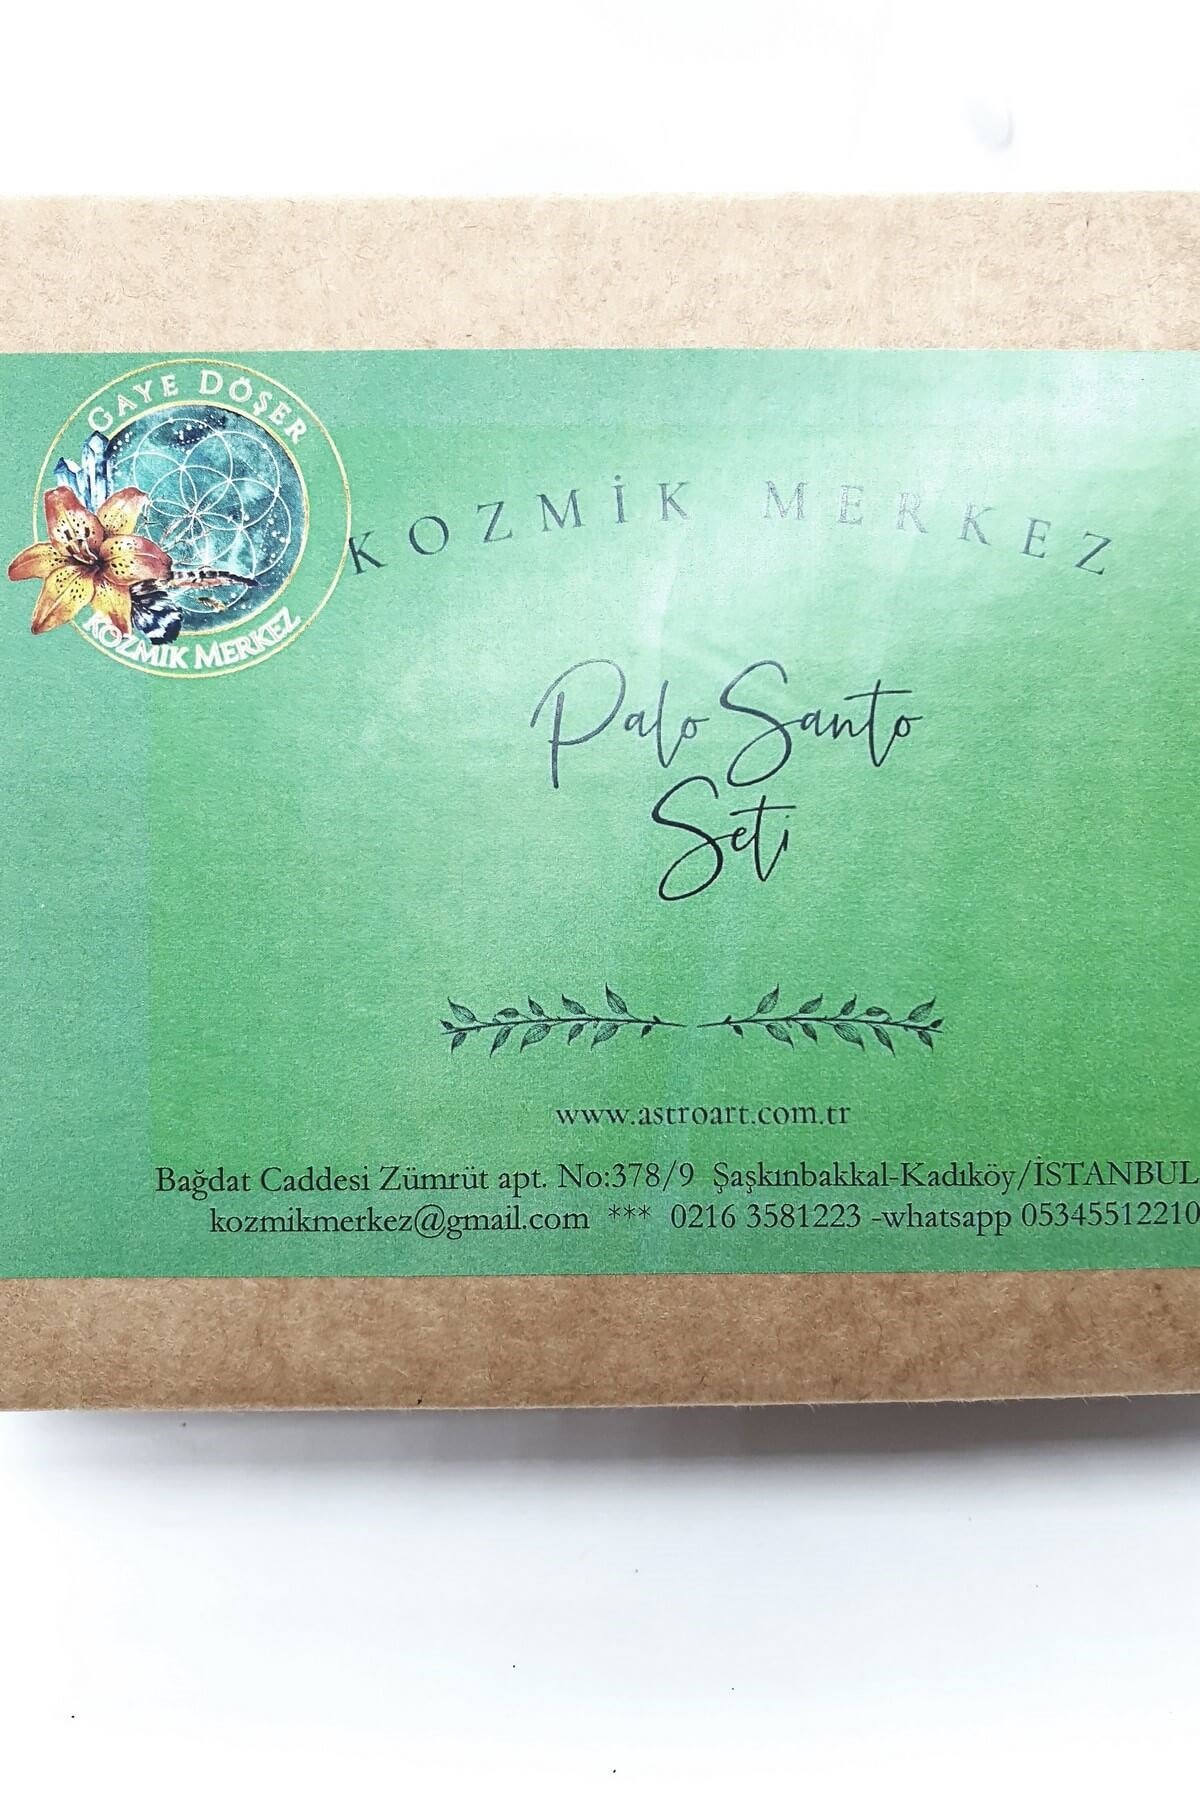 GAYE DÖŞER
KOZMİK MERKEZ
KOZMİK MERKEZ
Palo Santo
Seti
www.astroart.com.tr
Bağdat Caddesi Zümrüt apt. No:378/9 Şaşkınbakkal-Kadıköy/İSTANBUL
kozmikmerkez@gmail.com *** 0216 3581223 -whatsapp 05345512210